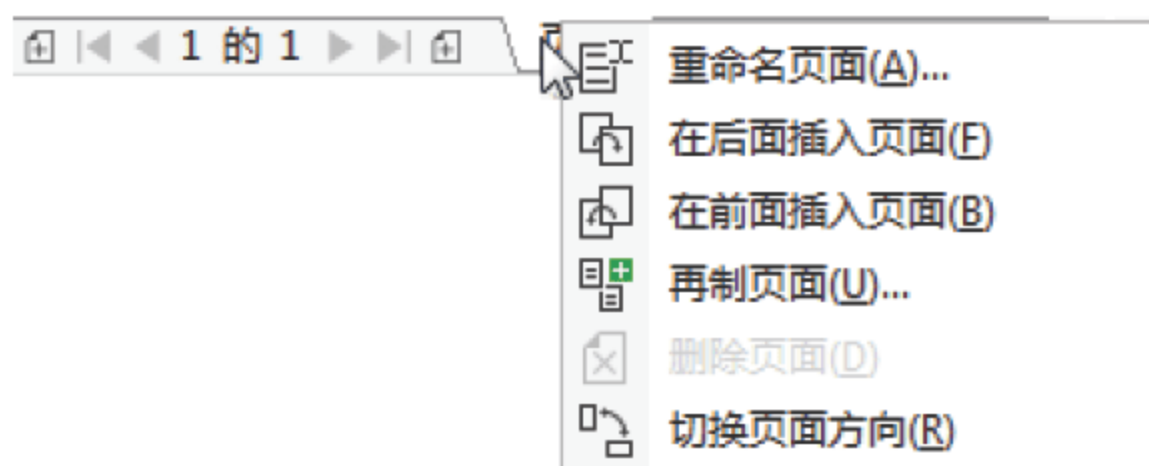 1 的 1
重命名页面(A)...
在后面插入页面(F)
在前面插入页面(B)
再制页面(U)...
删除页面(D)
切换页面方向(R)